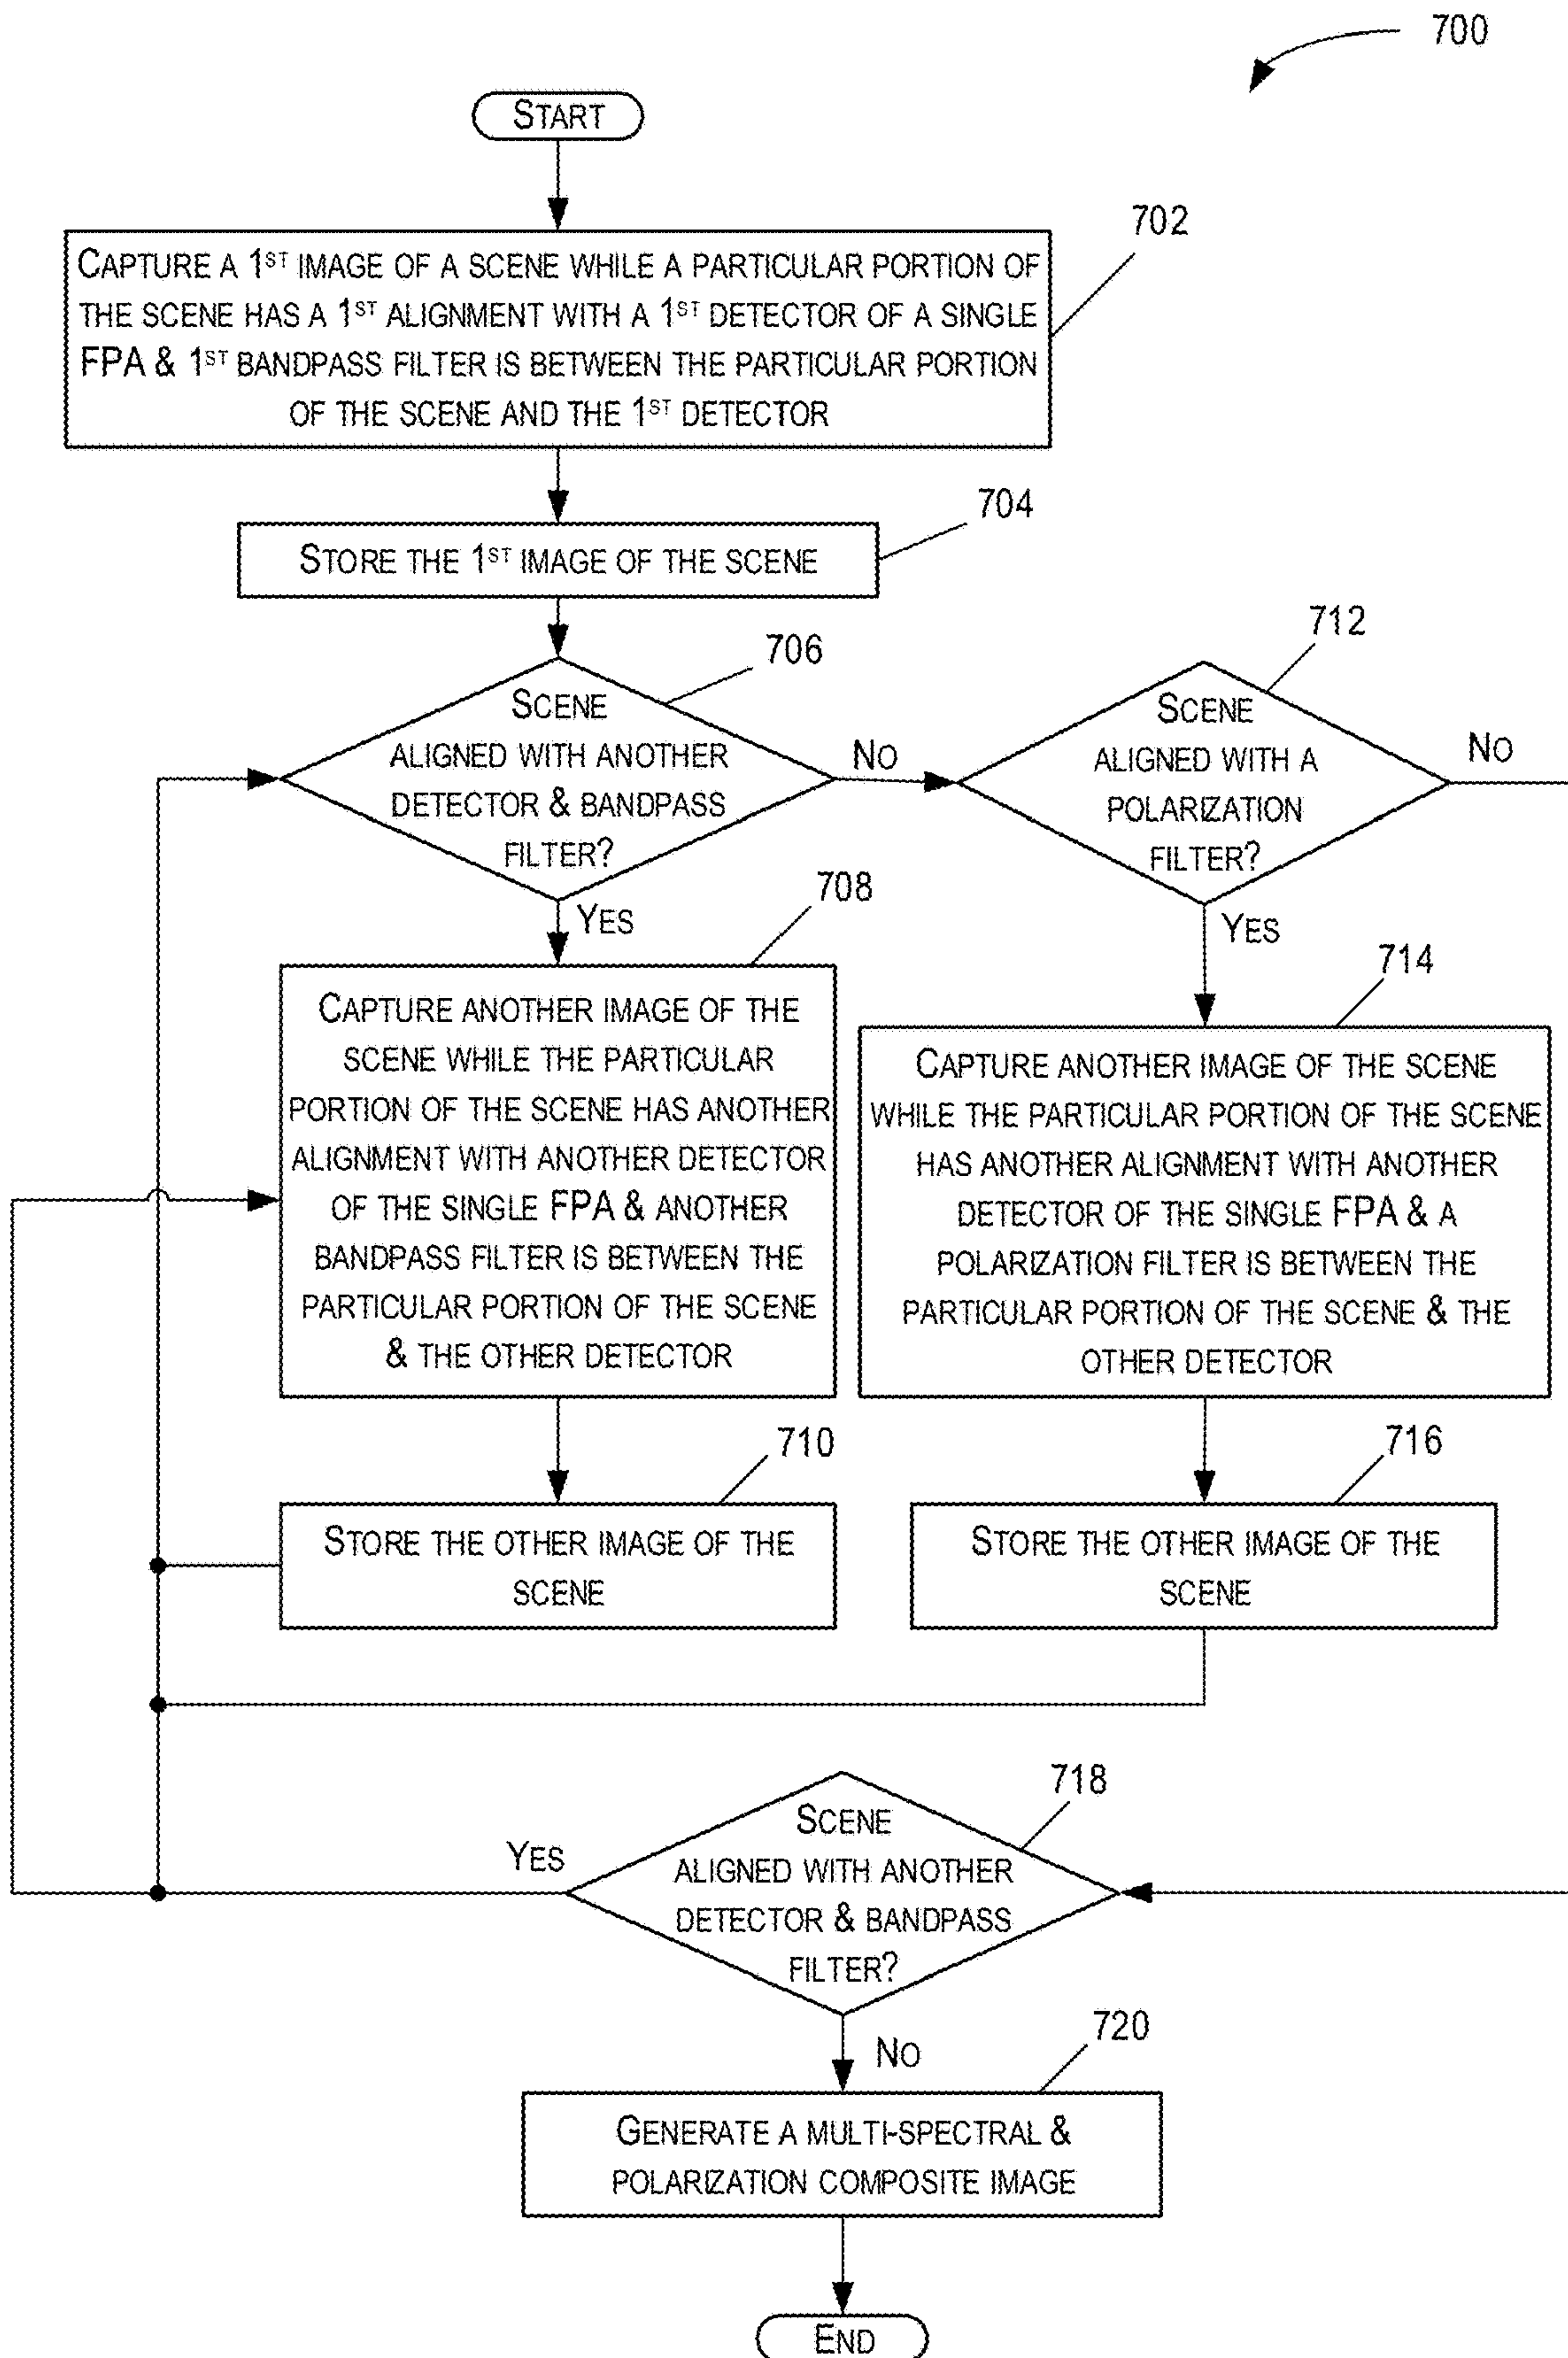 700
START
702
CAPTURE A 1ST IMAGE OF A SCENE WHILE A PARTICULAR PORTION OF
THE SCENE HAS A 1ST ALIGNMENT WITH A 1ST DETECTOR OF A SINGLE
FPA & 1ST BANDPASS FILTER IS BETWEEN THE PARTICULAR PORTION
OF THE SCENE AND THE 1ST DETECTOR
704
STORE THE 1ST IMAGE OF THE SCENE
706
SCENE
ALIGNED WITH ANOTHER
DETECTOR & BANDPASS
FILTER?
NO
YES
712
SCENE
ALIGNED WITH A
POLARIZATION
FILTER?
NO
YES
708
CAPTURE ANOTHER IMAGE OF THE
SCENE WHILE THE PARTICULAR
PORTION OF THE SCENE HAS ANOTHER
ALIGNMENT WITH ANOTHER DETECTOR
OF THE SINGLE FPA & ANOTHER
BANDPASS FILTER IS BETWEEN THE
PARTICULAR PORTION OF THE SCENE
& THE OTHER DETECTOR
714
CAPTURE ANOTHER IMAGE OF THE SCENE
WHILE THE PARTICULAR PORTION OF THE SCENE
HAS ANOTHER ALIGNMENT WITH ANOTHER
DETECTOR OF THE SINGLE FPA & A
POLARIZATION FILTER IS BETWEEN THE
PARTICULAR PORTION OF THE SCENE & THE
OTHER DETECTOR
710
STORE THE OTHER IMAGE OF THE
SCENE
716
STORE THE OTHER IMAGE OF THE
SCENE
718
SCENE
ALIGNED WITH ANOTHER
DETECTOR & BANDPASS
FILTER?
YES
NO
720
GENERATE A MULTI-SPECTRAL &
POLARIZATION COMPOSITE IMAGE
END